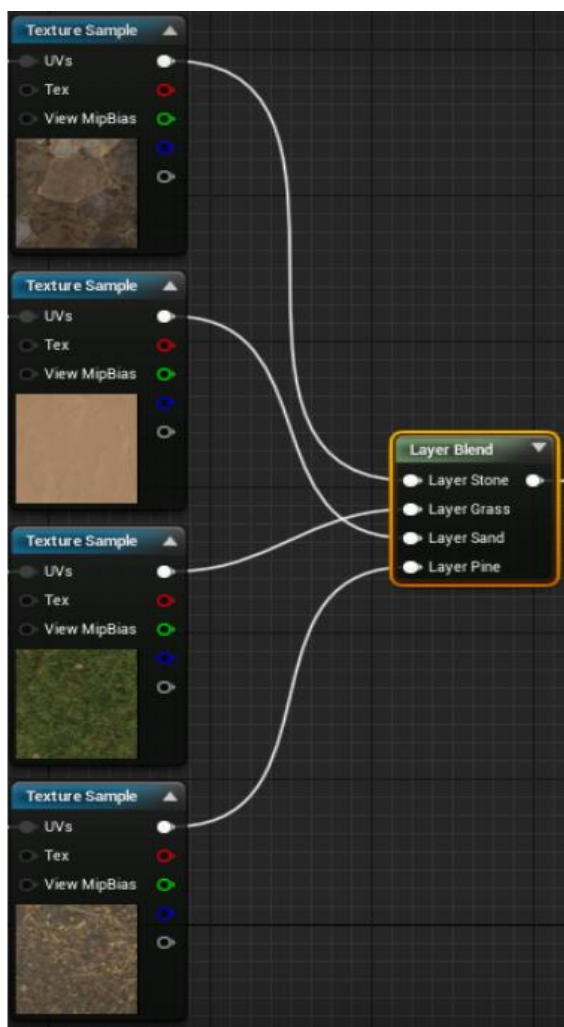 Texture Sample
UVs
Tex
View MipBias
Texture Sample
UVs
Tex
View MipBias
Texture Sample
UVs
Tex
View MipBias
Texture Sample
UVs
Tex
View MipBias
Layer Blend
Layer Stone
Layer Grass
Layer Sand
Layer Pine